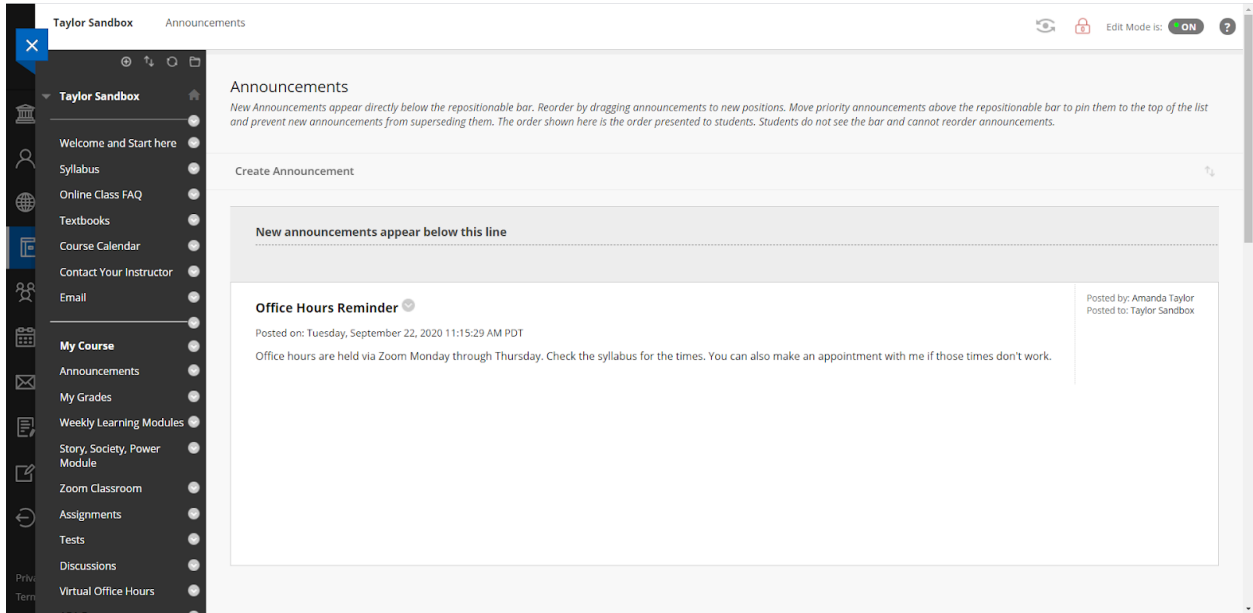 Taylor Sandbox Announcements
Edit Mode is: ON ?
Taylor Sandbox
Welcome and Start here
Syllabus
Online Class FAQ
Textbooks
Course Calendar
Contact Your Instructor
Email
My Course
Announcements
My Grades
Weekly Learning Modules
Story, Society, Power
Module
Zoom Classroom
Assignments
Tests
Discussions
Virtual Office Hours
Priva
Term
Announcements
New Announcements appear directly below the repositionable bar. Reorder by dragging announcements to new positions. Move priority announcements above the repositionable bar to pin them to the top of the list
and prevent new announcements from superseding them. The order shown here is the order presented to students. Students do not see the bar and cannot reorder announcements.
Create Announcement
New announcements appear below this line
Office Hours Reminder
Posted on: Tuesday, September 22, 2020 11:15:29 AM PDT
Office hours are held via Zoom Monday through Thursday. Check the syllabus for the times. You can also make an appointment with me if those times don't work.
Posted by: Amanda Taylor
Posted to: Taylor Sandbox